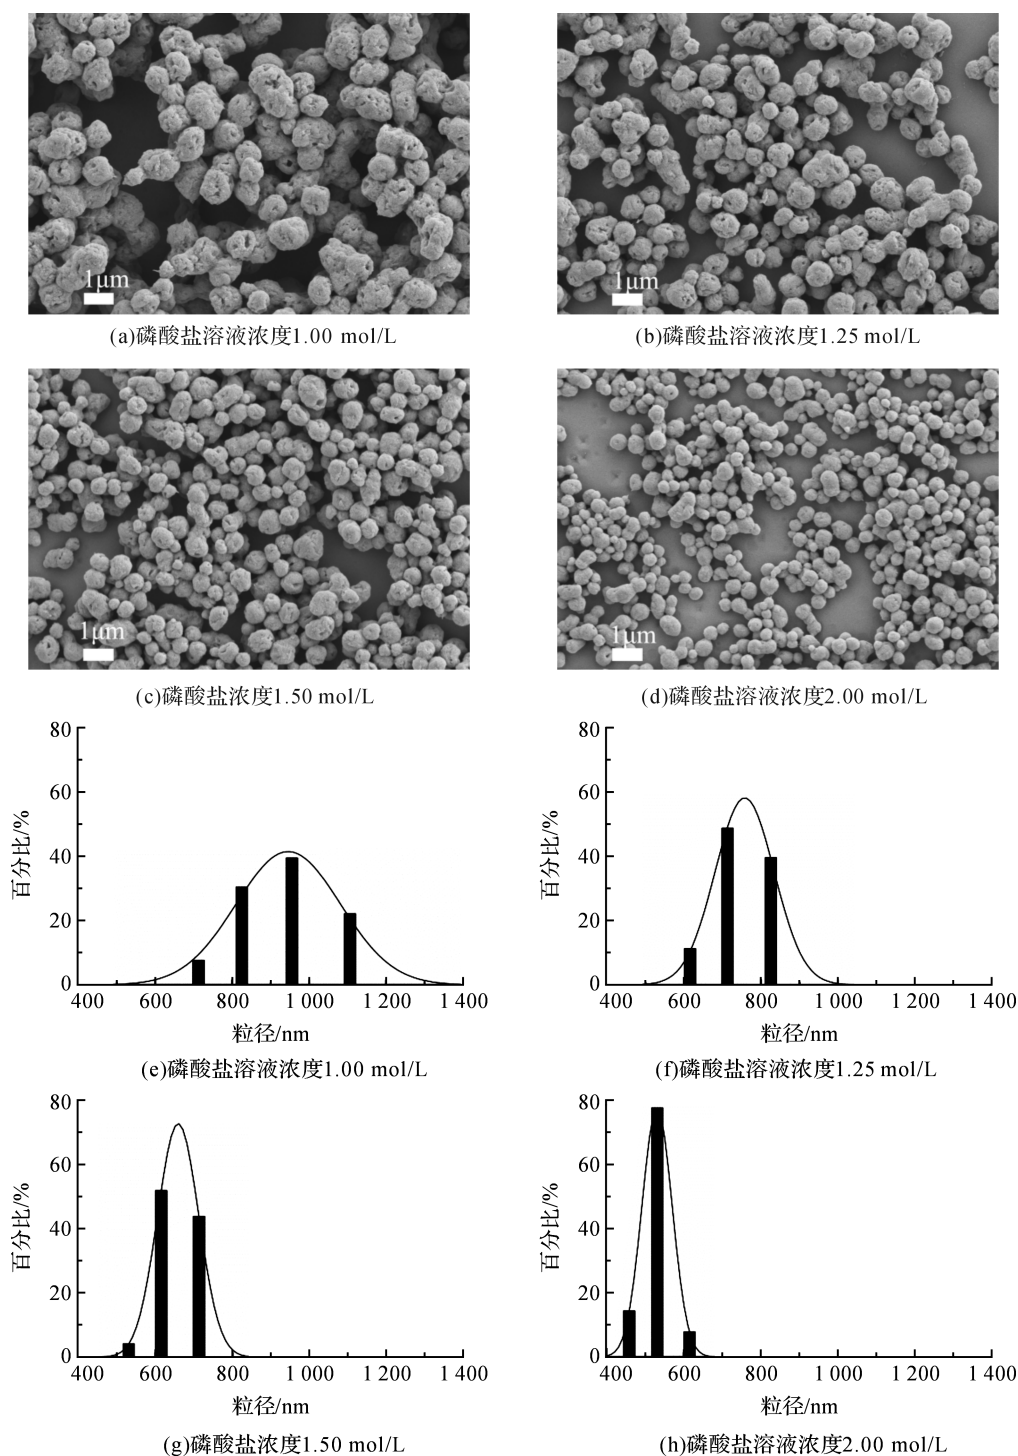 1μm
1μm
(a)磷酸盐溶液浓度1.00 mol/L
(b)磷酸盐溶液浓度1.25 mol/L
1μm
1μm
(c)磷酸盐浓度1.50 mol/L
(d)磷酸盐溶液浓度2.00 mol/L
80
60
40
20
0
百分比/%
400 600 800 1 000 1 200 1 400
粒径/nm
(e)磷酸盐溶液浓度1.00 mol/L
80
60
40
20
0
百分比/%
400 600 800 1 000 1 200 1 400
粒径/nm
(f)磷酸盐溶液浓度1.25 mol/L
80
60
40
20
0
百分比/%
400 600 800 1 000 1 200 1 400
粒径/nm
(g)磷酸盐浓度1.50 mol/L
80
60
40
20
0
百分比/%
400 600 800 1 000 1 200 1 400
粒径/nm
(h)磷酸盐溶液浓度2.00 mol/L